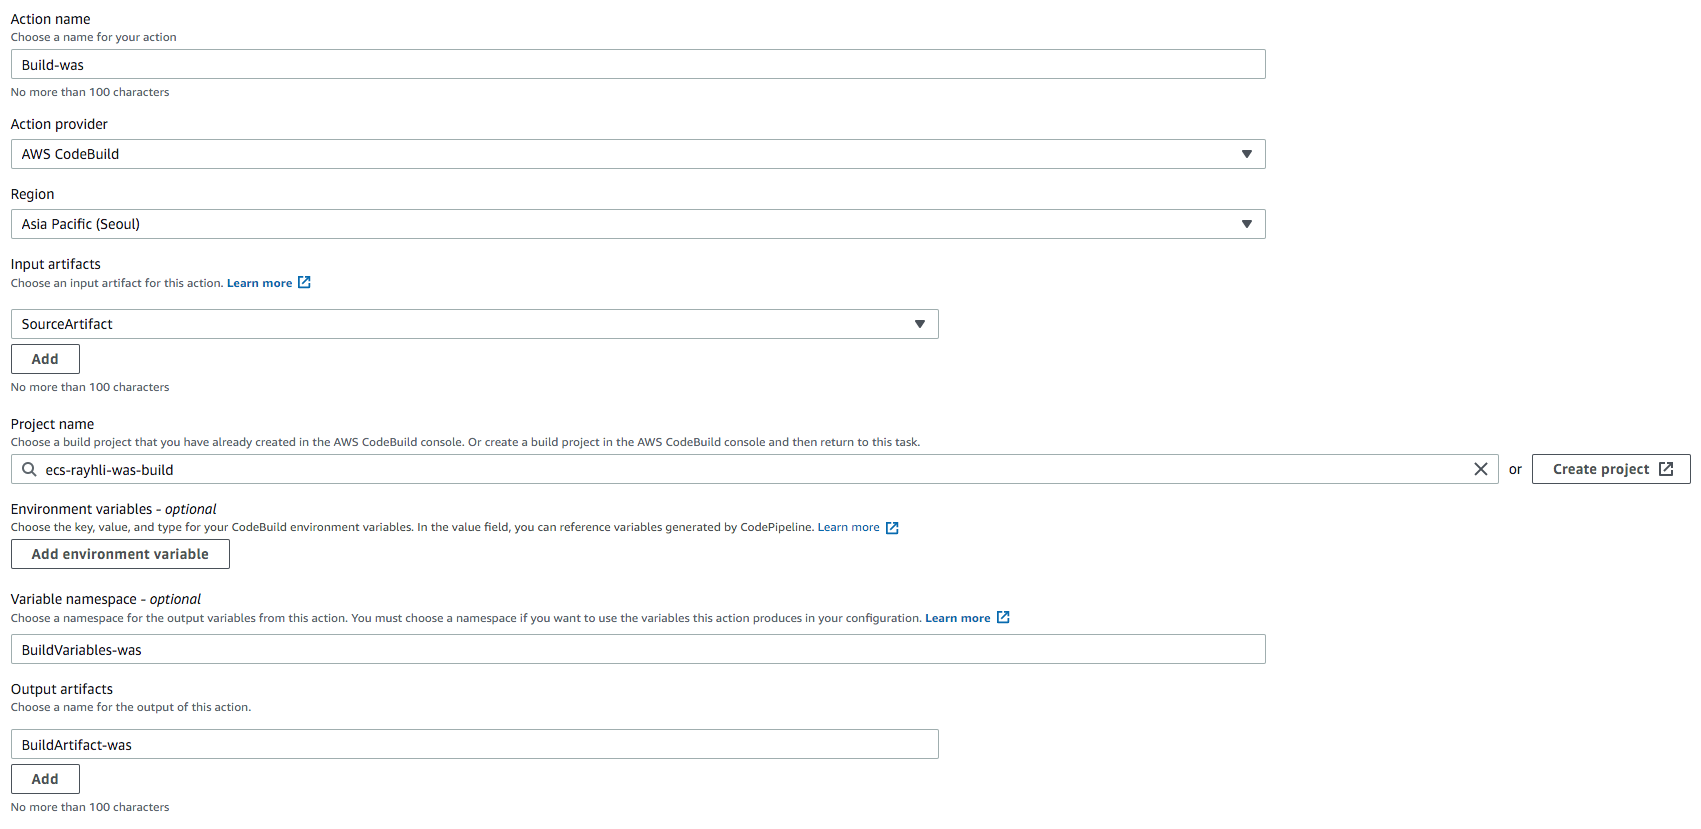 Action name
Choose a name for your action
Build-was
No more than 100 characters
Action provider
AWS CodeBuild
Region
Asia Pacific (Seoul)
Input artifacts
Choose an input artifact for this action. Learn more
SourceArtifact
Add
No more than 100 characters
Project name
Choose a build project that you have already created in the AWS CodeBuild console. Or create a build project in the AWS CodeBuild console and then return to this task.
ecs-rayhli-was-build or Create project
Environment variables - optional
Choose the key, value, and type for your CodeBuild environment variables. In the value field, you can reference variables generated by CodePipeline. Learn more
Add environment variable
Variable namespace - optional
Choose a namespace for the output variables from this action. You must choose a namespace if you want to use the variables this action produces in your configuration. Learn more
BuildVariables-was
Output artifacts
Choose a name for the output of this action.
BuildArtifact-was
Add
No more than 100 characters